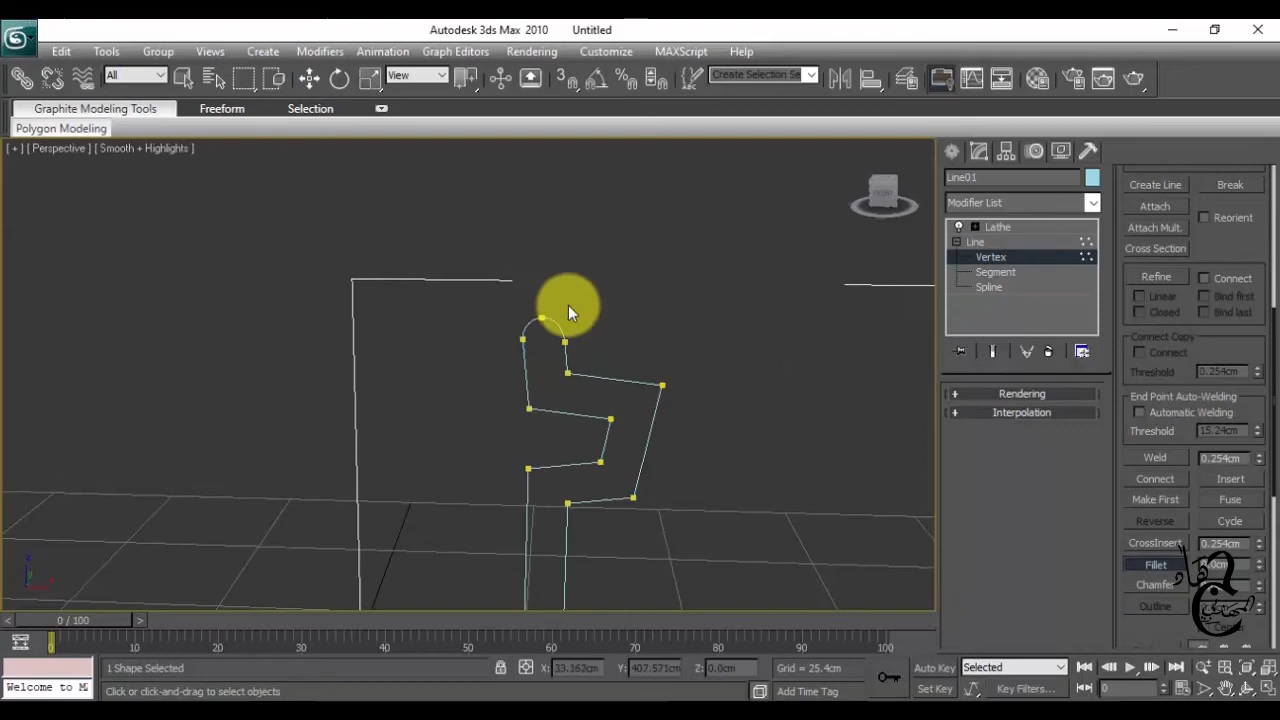 Autodesk 3ds Max 2010 Untitled
Edit Tools Group Views Create Modifiers Animation Graph Editors Rendering Customize MAXScript Help
All View Create Selection Se
Graphite Modeling Tools Freeform Selection
Polygon Modeling
[ + ] [ Perspective ] [ Smooth + Highlights ]
Line01
Modifier List
Lathe
Line
Vertex
Segment
Spline
Rendering
Interpolation
Create Line Break
Attach Reorient
Attach Mult.
Cross Section
Refine Connect
Linear Bind first
Closed Bind last
Connect Copy
Connect
Threshold 0.254cm
End Point Auto-Welding
Automatic Welding
Threshold 15.24cm
Weld 0.254cm
Connect Insert
Make First Fuse
Reverse Cycle
CrossInsert 0.254cm
Fillet
Chamfer
Outline
0 / 100
0 10 20 30 40 50 60 70 80 90 100
1 Shape Selected X: 33.162cm Y: 407.571cm Z: 0.0cm Grid = 25.4cm Auto Key Selected
Welcome to M Click or click-and-drag to select objects Add Time Tag Set Key Key Filters... 0